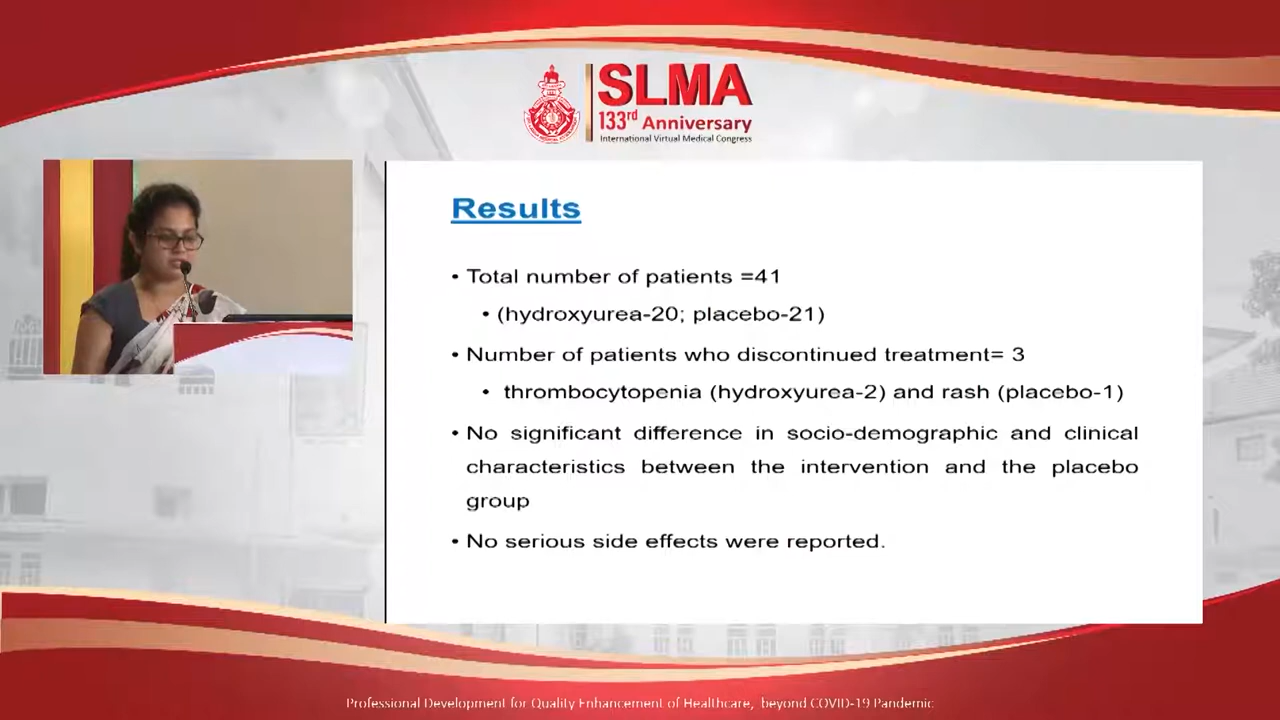 SLMA
133rd Anniversary
International Virtual Medical Congress
Results
• Total number of patients =41
• (hydroxyurea-20; placebo-21)
• Number of patients who discontinued treatment= 3
• thrombocytopenia (hydroxyurea-2) and rash (placebo-1)
• No significant difference in socio-demographic and clinical
characteristics between the intervention and the placebo
group
• No serious side effects were reported.
Professional Development for Quality Enhancement of Healthcare, beyond COVID-19 Pandemic